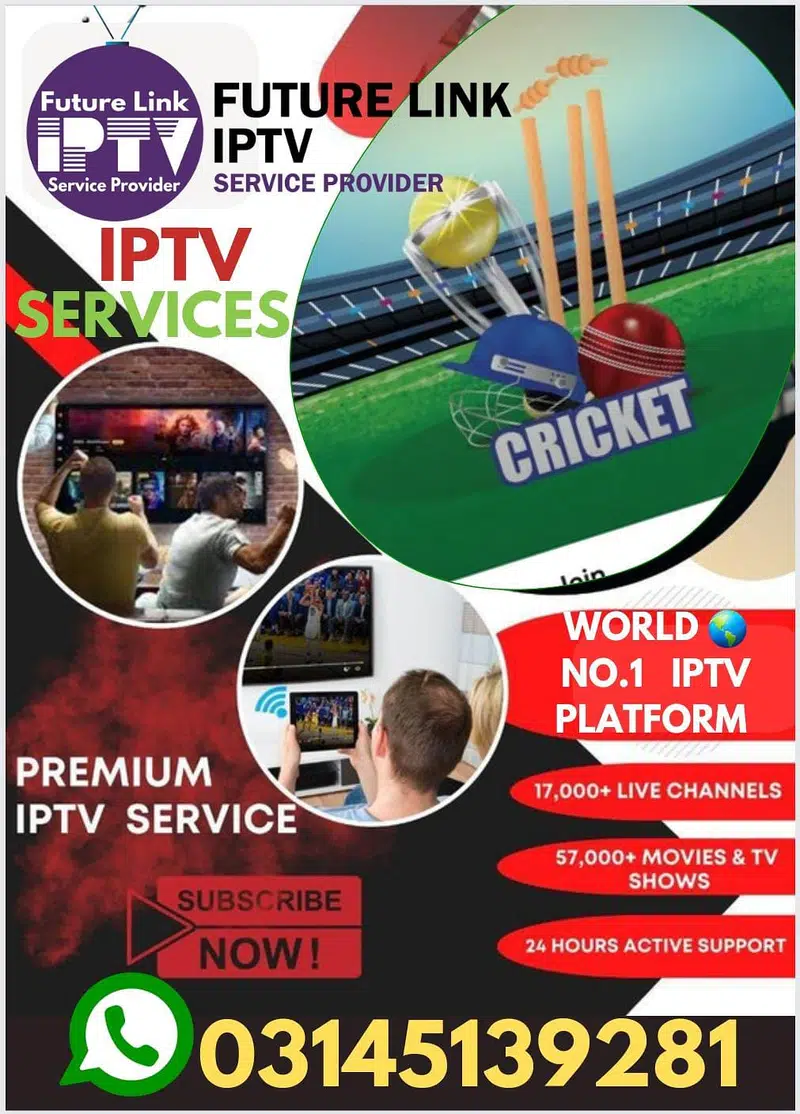 Future Link
IPTV
Service Provider
FUTURE LINK
IPTV
SERVICE PROVIDER
IPTV
SERVICES
CRICKET
Join
WORLD 🌎
NO.1 IPTV
PLATFORM
PREMIUM
IPTV SERVICE
17,000+ LIVE CHANNELS
57,000+ MOVIES & TV
SHOWS
24 HOURS ACTIVE SUPPORT
SUBSCRIBE
NOW!
03145139281